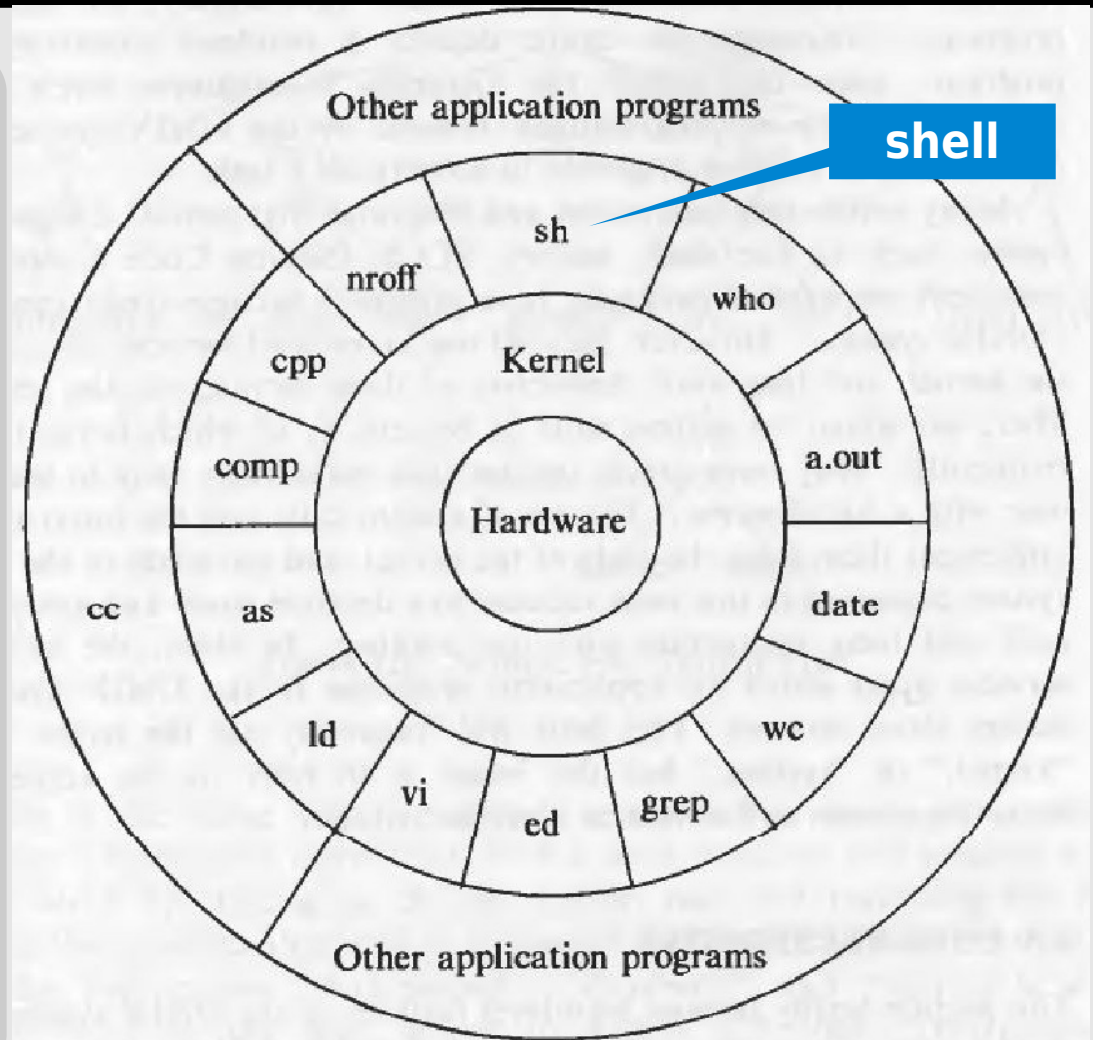 Other application programs
shell
sh
nroff
who
cpp
Kernel
comp
a.out
Hardware
cc
as
date
ld
wc
vi
grep
ed
Other application programs